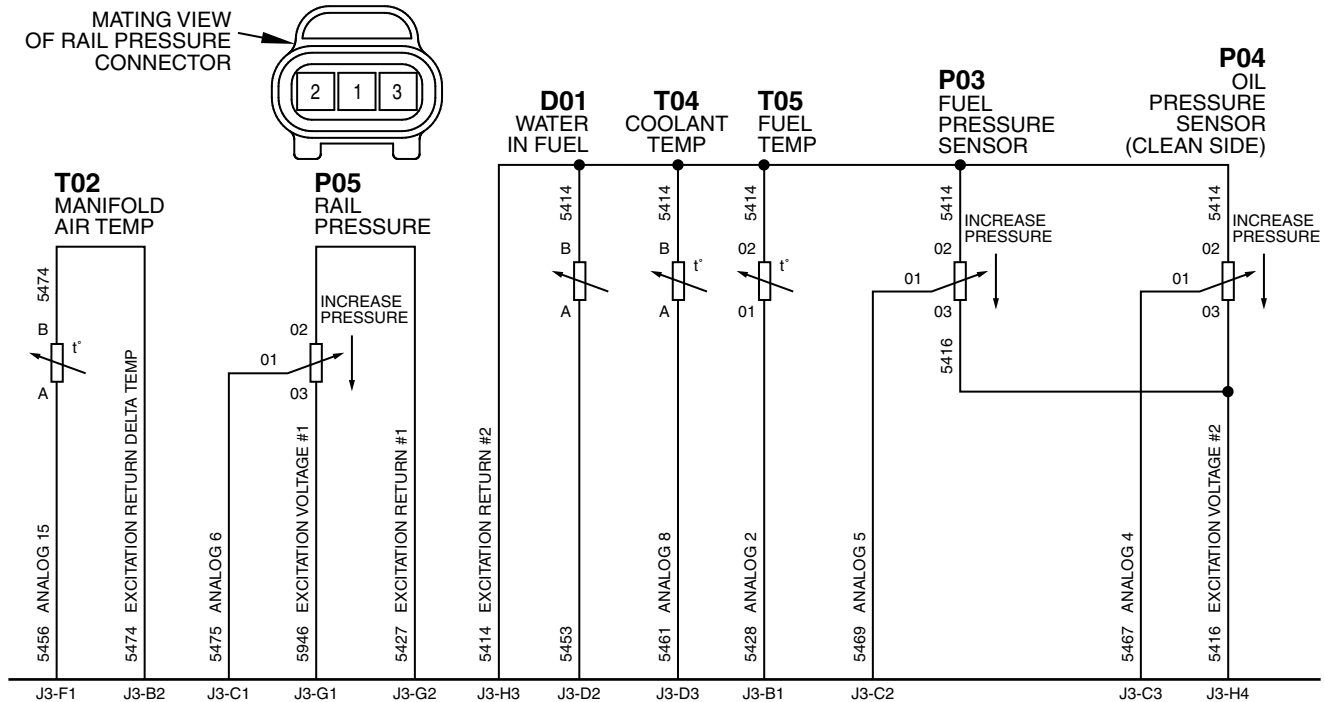 MATING VIEW
OF RAIL PRESSURE
CONNECTOR
2 1 3
T02
MANIFOLD
AIR TEMP
P05
RAIL
PRESSURE
D01
WATER
IN FUEL
T04
COOLANT
TEMP
T05
FUEL
TEMP
P03
FUEL
PRESSURE
SENSOR
P04
OIL
PRESSURE
SENSOR
(CLEAN SIDE)
5474
B
t°
A
INCREASE
PRESSURE
02
01
03
5414
B
A
5414
B
t°
A
5414
02
t°
01
5414
INCREASE
PRESSURE
02
01
03
5416
5414
INCREASE
PRESSURE
02
01
03
5456 ANALOG 15
5474 EXCITATION RETURN DELTA TEMP
5475 ANALOG 6
5946 EXCITATION VOLTAGE #1
5427 EXCITATION RETURN #1
5414 EXCITATION RETURN #2
5453
5461 ANALOG 8
5428 ANALOG 2
5469 ANALOG 5
5467 ANALOG 4
5416 EXCITATION VOLTAGE #2
J3-F1 J3-B2 J3-C1 J3-G1 J3-G2 J3-H3 J3-D2 J3-D3 J3-B1 J3-C2 J3-C3 J3-H4